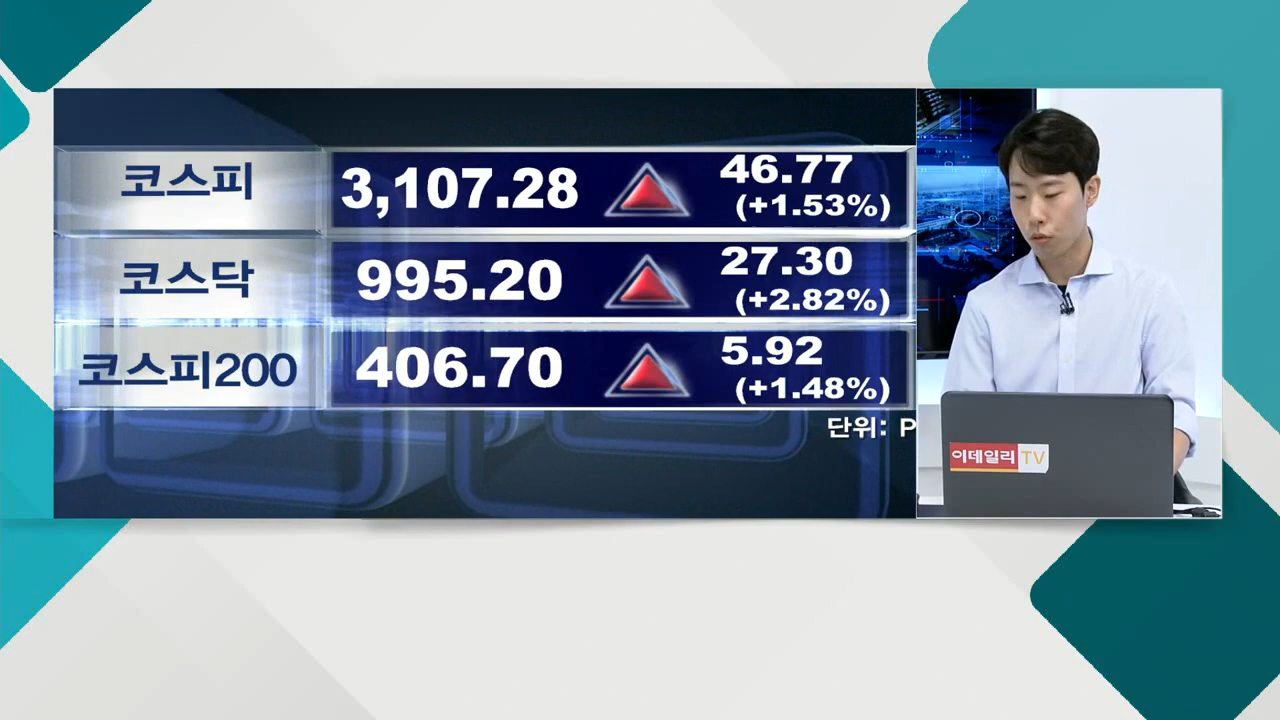 코스피 3,107.28 46.77
(+1.53%)
코스닥 995.20 27.30
(+2.82%)
코스피200 406.70 5.92
(+1.48%)
단위: P
이데일리TV